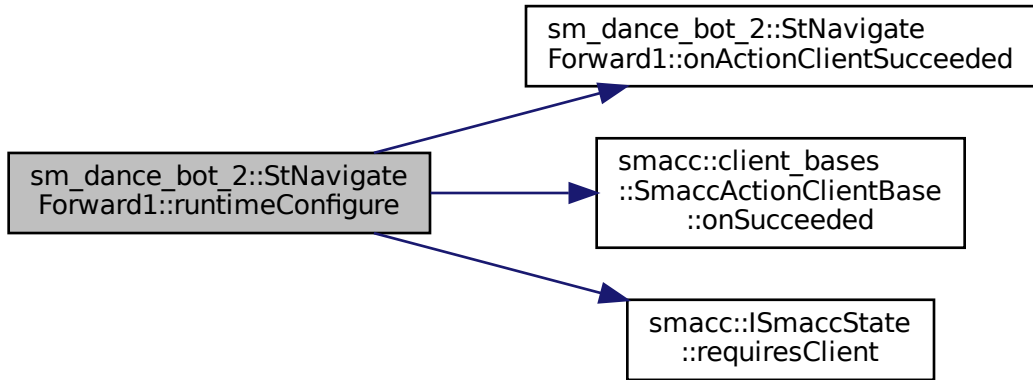 sm_dance_bot_2::StNavigate
Forward1::onActionClientSucceeded
sm_dance_bot_2::StNavigate
Forward1::runtimeConfigure
smacc::client_bases
::SmaccActionClientBase
::onSucceeded
smacc::ISmaccState
::requiresClient